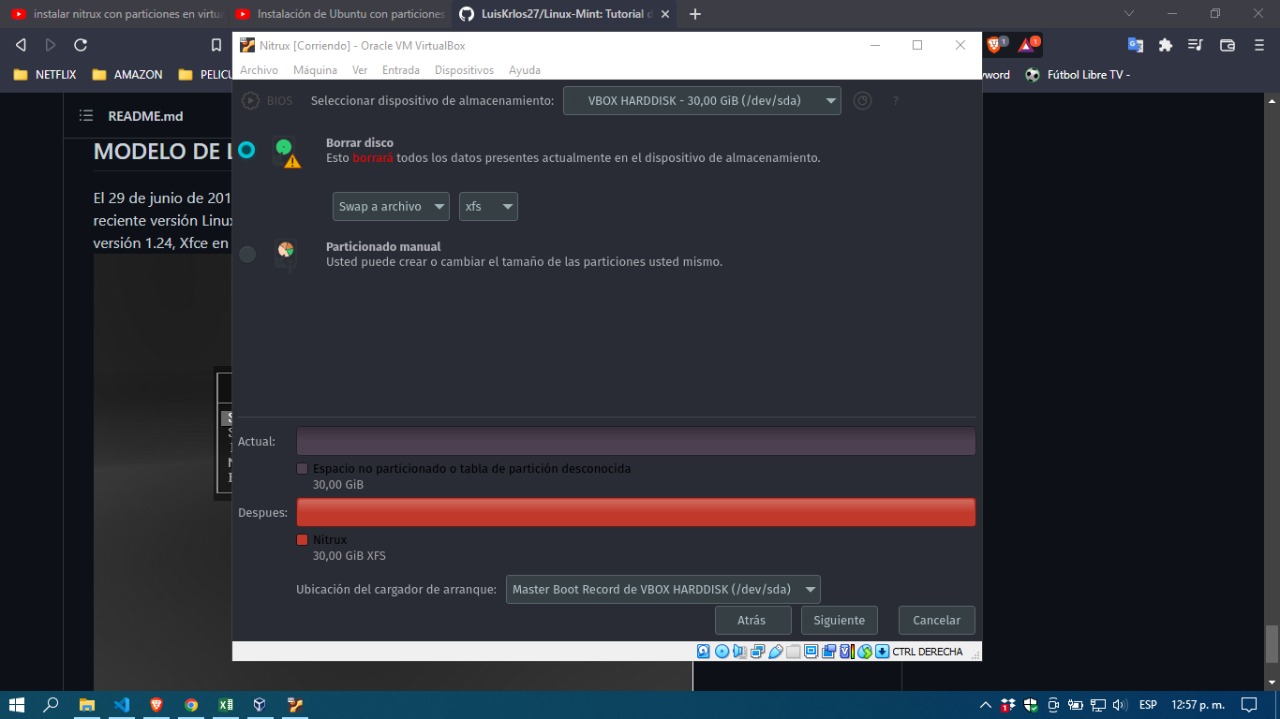 instalar nitrux con particiones en virtu
Instalación de Ubuntu con particiones
LuisKrlos27/Linux-Mint: Tutorial d
Nitrux [Corriendo] - Oracle VM VirtualBox
NETFLIX
AMAZON
PELICU
word
Fútbol Libre TV -
Archivo
Máquina
Ver
Entrada
Dispositivos
Ayuda
BIOS
Seleccionar dispositivo de almacenamiento:
VBOX HARDDISK - 30,00 GiB (/dev/sda)
?
README.md
MODELO DE L
El 29 de junio de 201
reciente versión Linux
versión 1.24, Xfce en
Borrar disco
Esto borrará todos los datos presentes actualmente en el dispositivo de almacenamiento.
Swap a archivo
xfs
Particionado manual
Usted puede crear o cambiar el tamaño de las particiones usted mismo.
Actual:
Espacio no particionado o tabla de partición desconocida
30,00 GiB
Despues:
Nitrux
30,00 GiB XFS
Ubicación del cargador de arranque:
Master Boot Record de VBOX HARDDISK (/dev/sda)
Atrás
Siguiente
Cancelar
CTRL DERECHA
ESP
12:57 p. m.